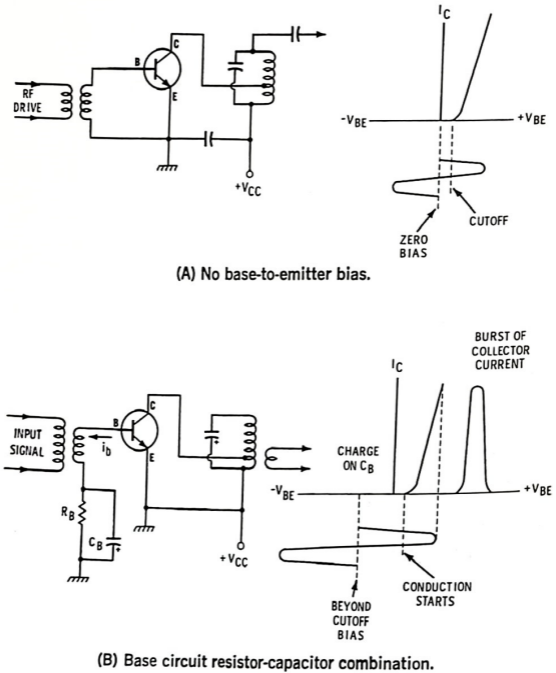 RF
DRIVE
B
C
E
+VCC
IC
-VBE
+VBE
ZERO
BIAS
CUTOFF
(A) No base-to-emitter bias.
INPUT
SIGNAL
ib
B
C
E
RB
CB
+
+
+VCC
IC
BURST OF
COLLECTOR
CURRENT
CHARGE
ON CB
-VBE
+VBE
BEYOND
CUTOFF
BIAS
CONDUCTION
STARTS
(B) Base circuit resistor-capacitor combination.